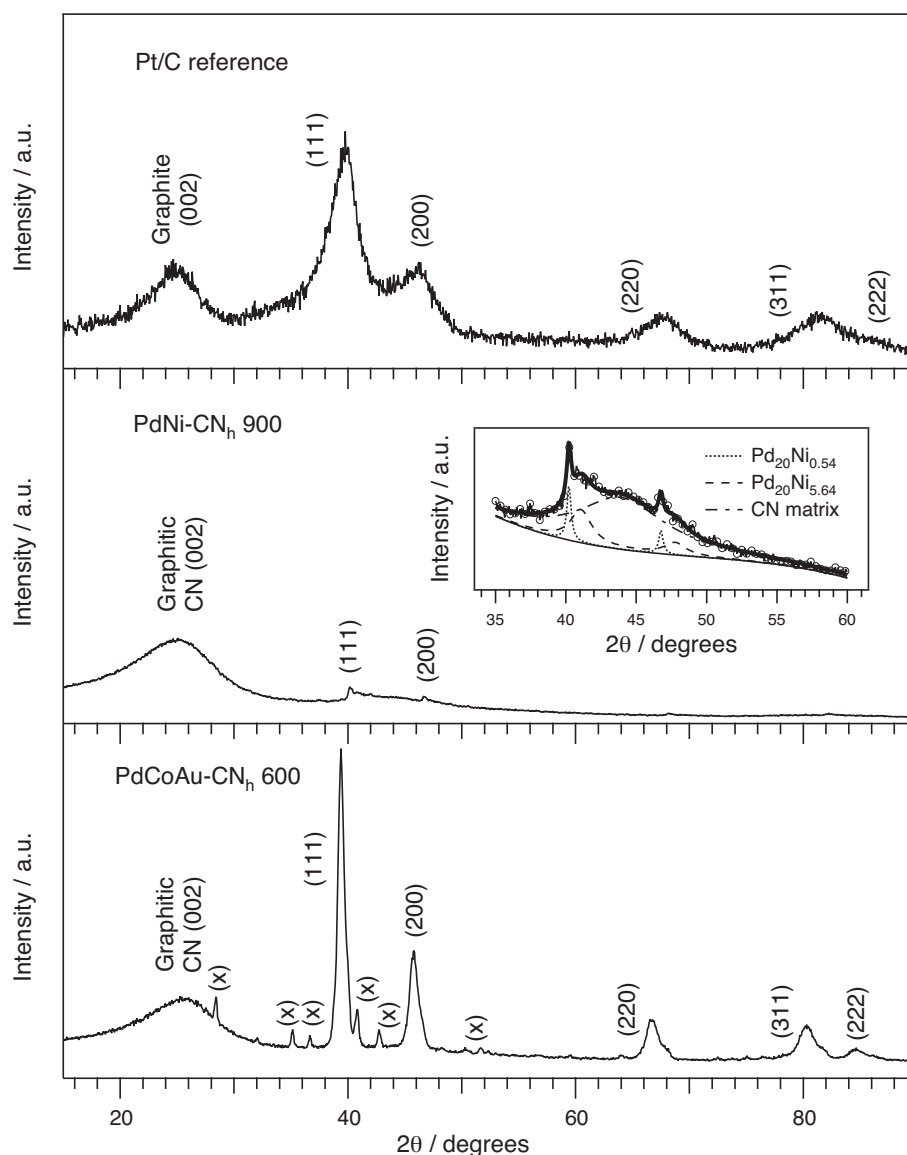 Pt/C reference
Intensity / a.u.
Graphite
(002)
(111)
(200)
(220)
(311)
(222)
PdNi-CNₕ 900
Intensity / a.u.
Graphitic
CN (002)
(111)
(200)
Intensity / a.u.
Pd₂₀Ni₀.₅₄
Pd₂₀Ni₅.₆₄
CN matrix
35 40 45 50 55 60
2θ / degrees
PdCoAu-CNₕ 600
Intensity / a.u.
Graphitic
CN (002)
(x)
(x)
(x)
(111)
(x)
(x)
(200)
(x)
(220)
(311)
(222)
20 40 60 80
2θ / degrees